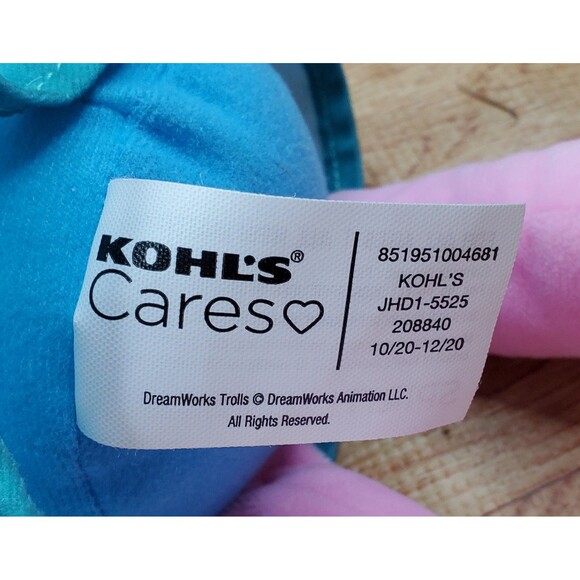 KOHL'S®
Cares
851951004681
KOHL'S
JHD1-5525
208840
10/20-12/20
DreamWorks Trolls © DreamWorks Animation LLC.
All Rights Reserved.